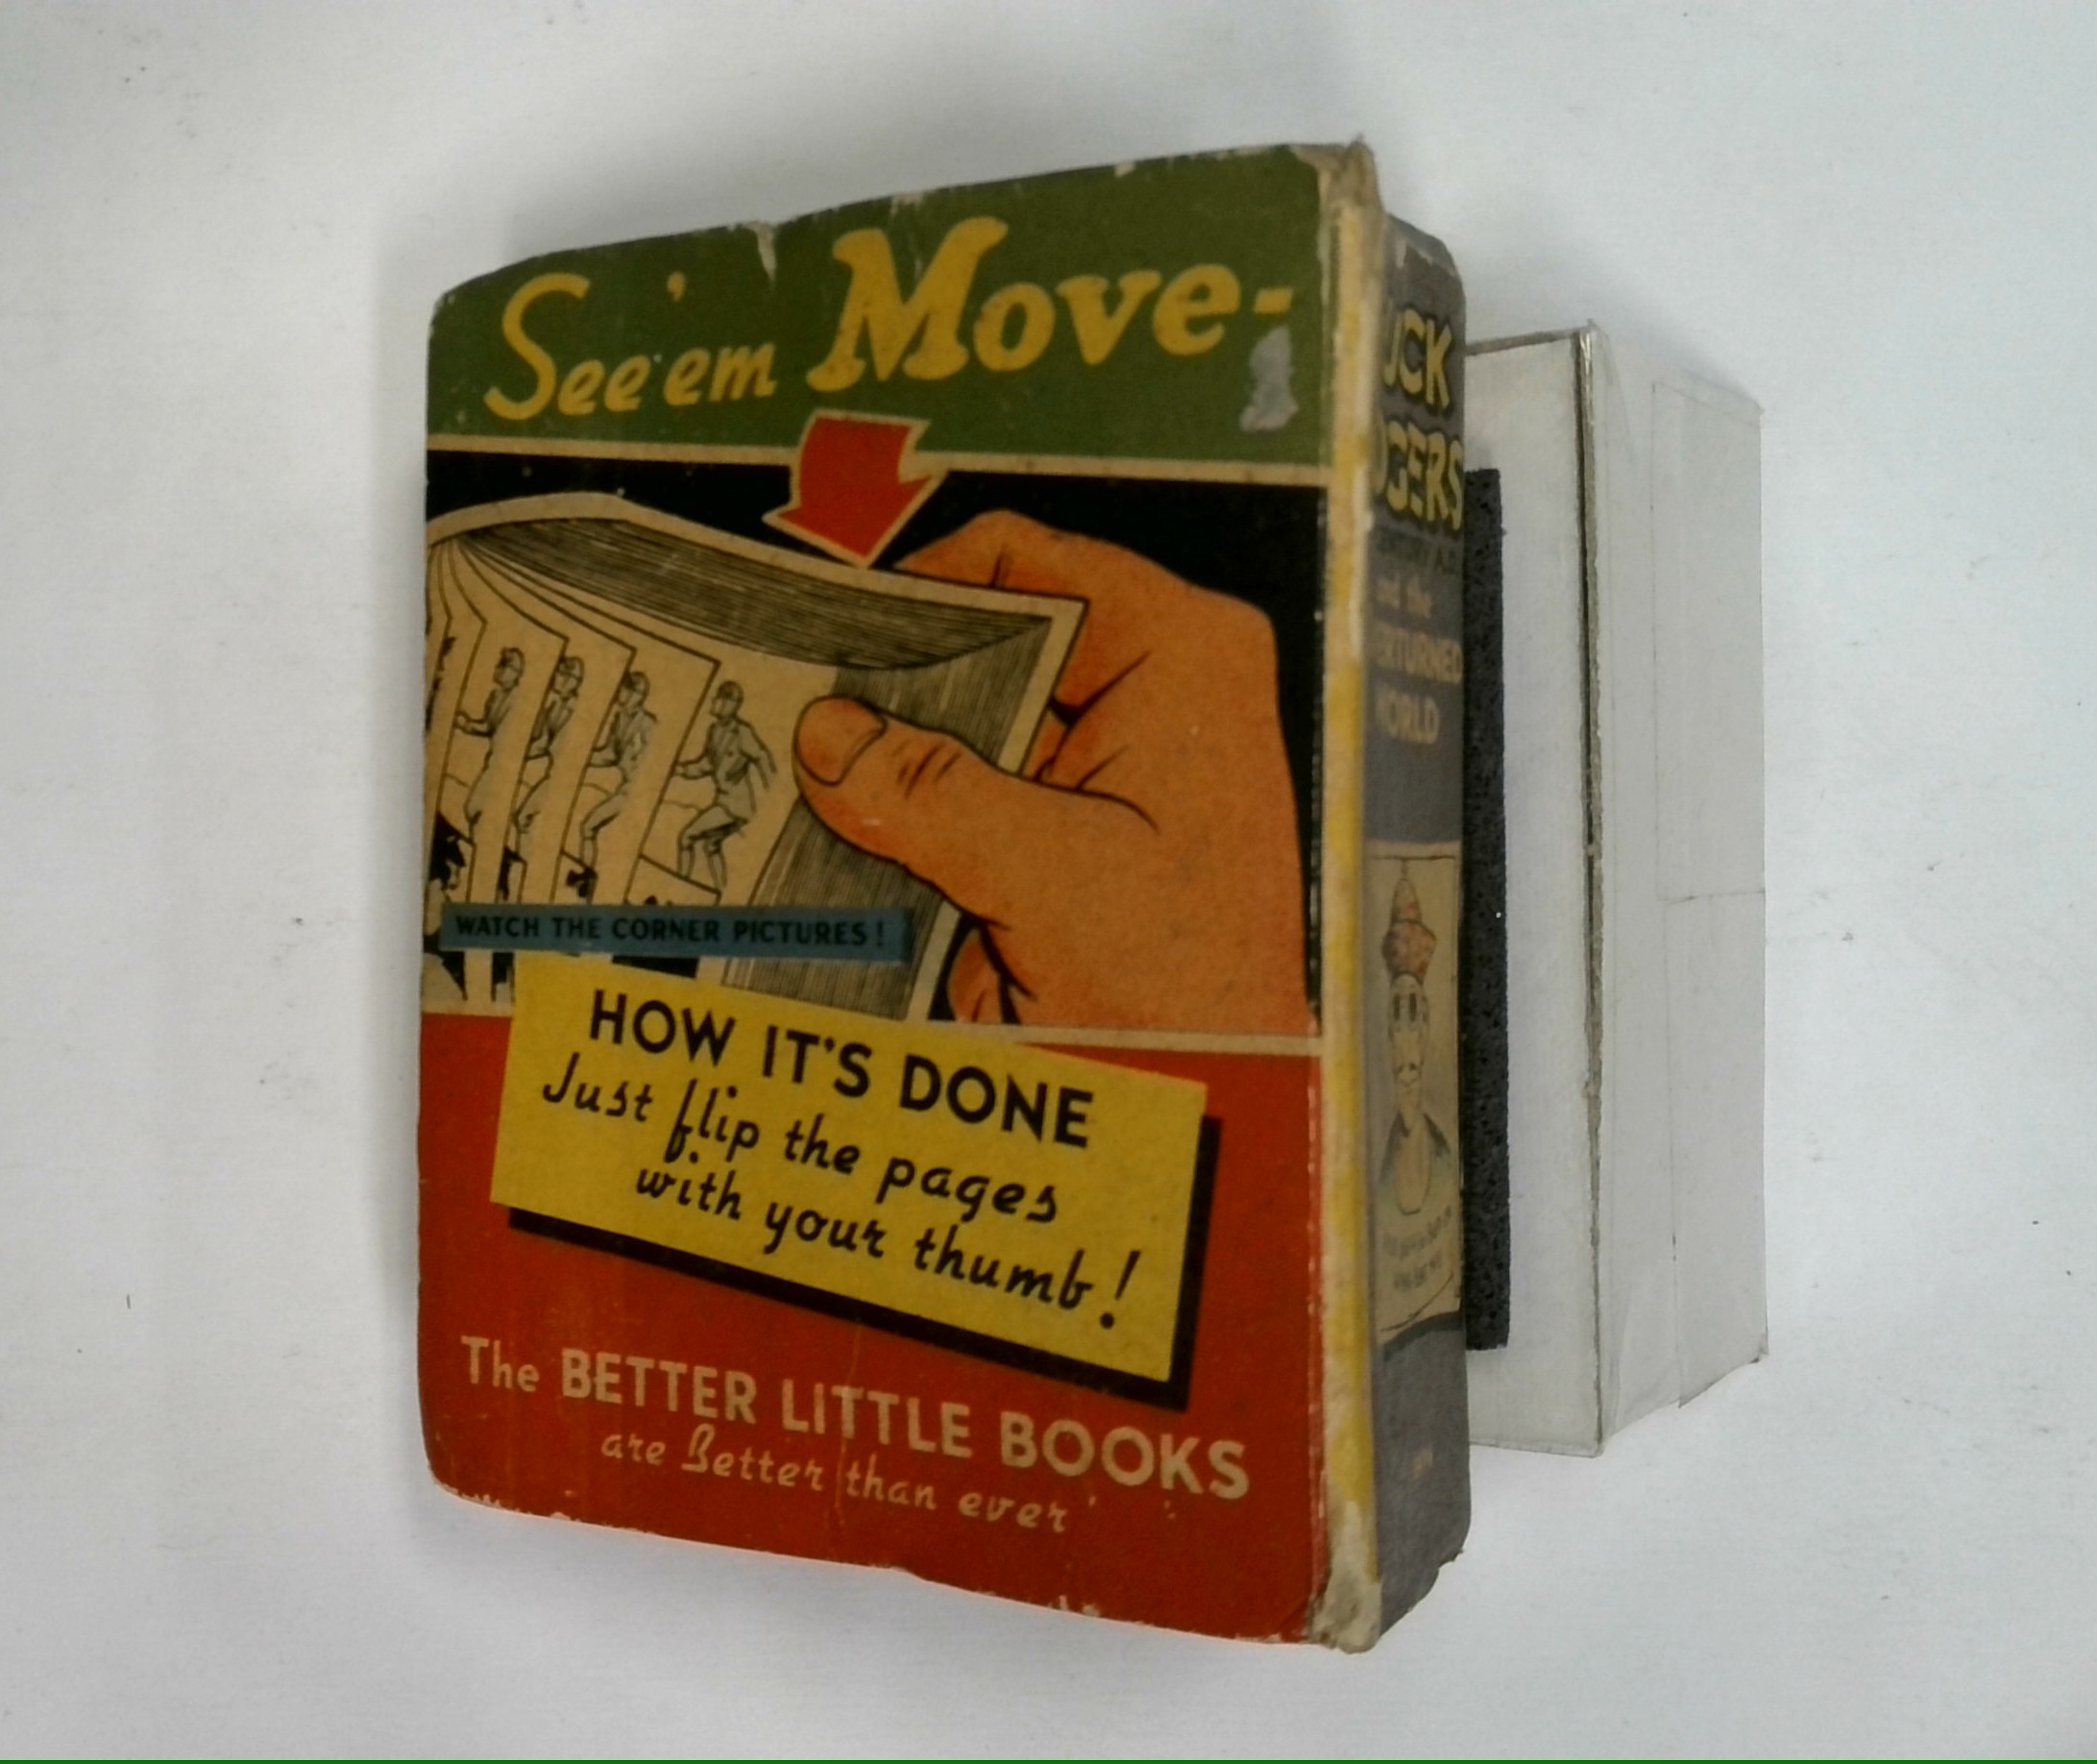 See 'em Move-
WATCH THE CORNER PICTURES!
HOW IT'S DONE
Just flip the pages
with your thumb!
The BETTER LITTLE BOOKS
are Better than ever
UCK
OGERS
and the
ERTURNED
WORLD